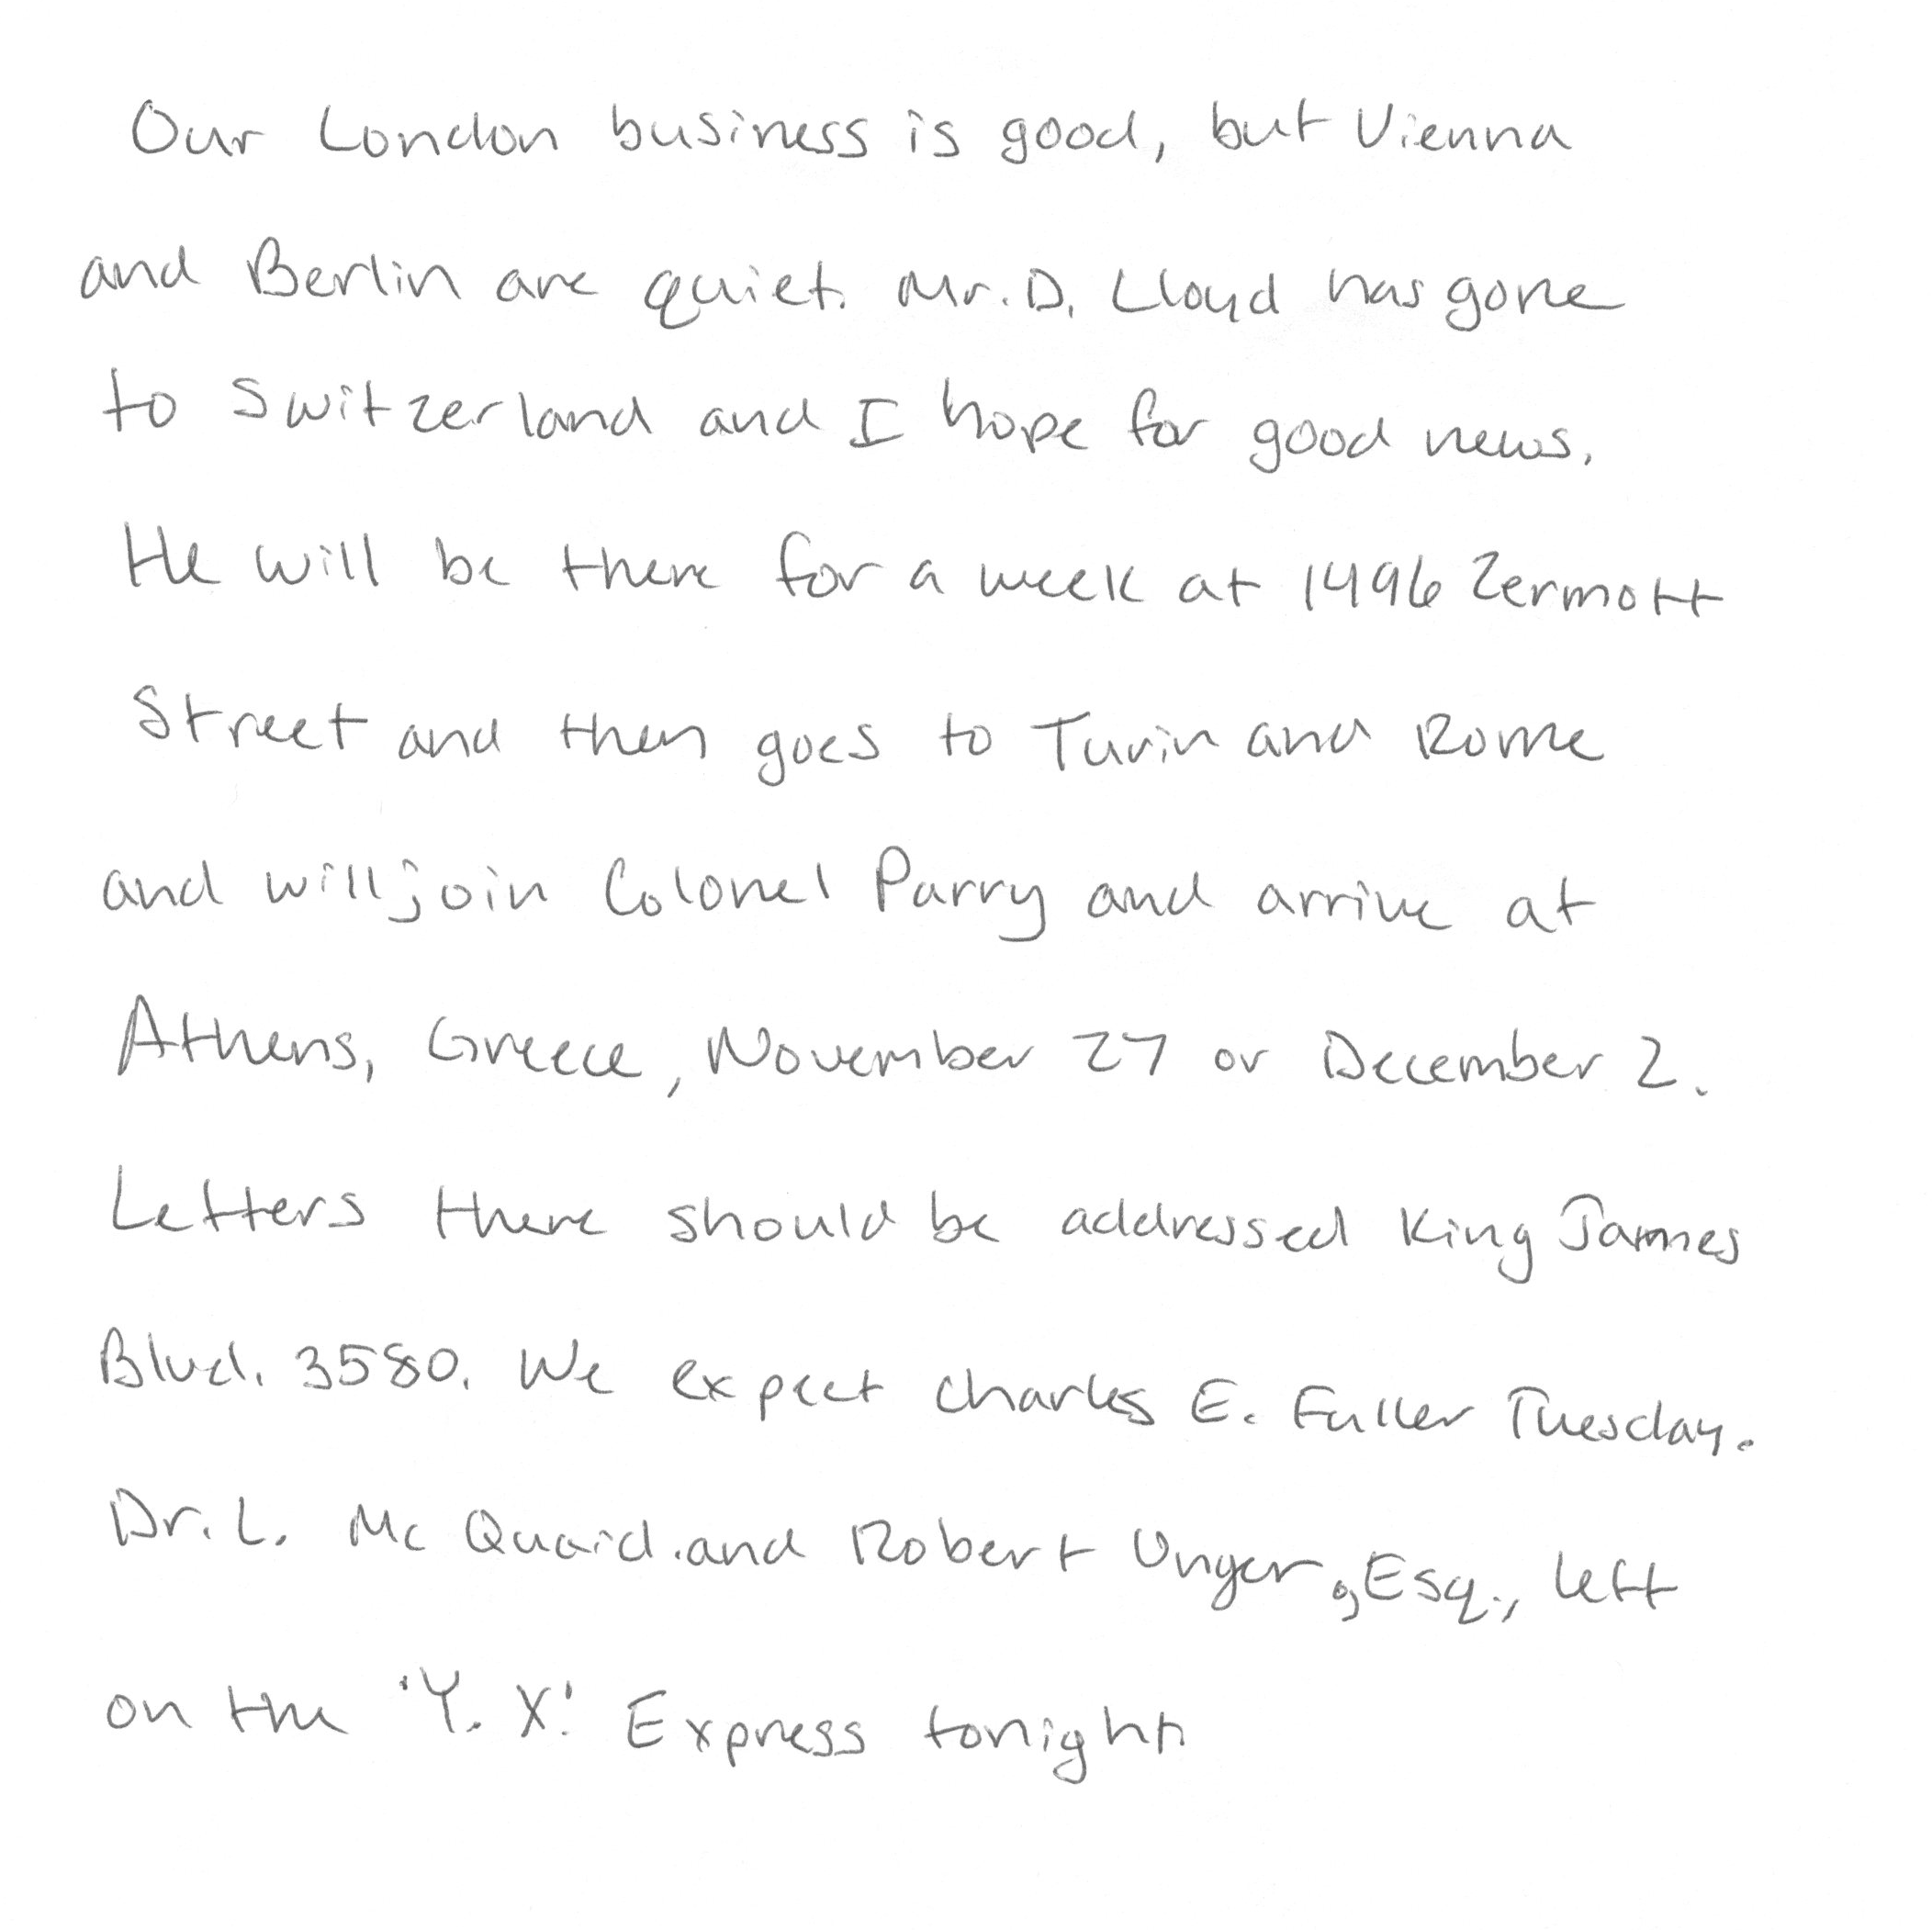 Our London business is good, but Vienna
and Berlin are quiet. Mr. D. Lloyd has gone
to Switzerland and I hope for good news.
He will be there for a week at 1496 Zermott
Street and then goes to Turin and Rome
and will join Colonel Parry and arrive at
Athens, Greece, November 27 or December 2.
Letters there should be addressed King James
Blvd. 3580. We expect Charles E. Fuller Tuesday.
Dr. L. Mc Quaid and Robert Unger, Esq., left
on the 'Y. X.' Express tonight.